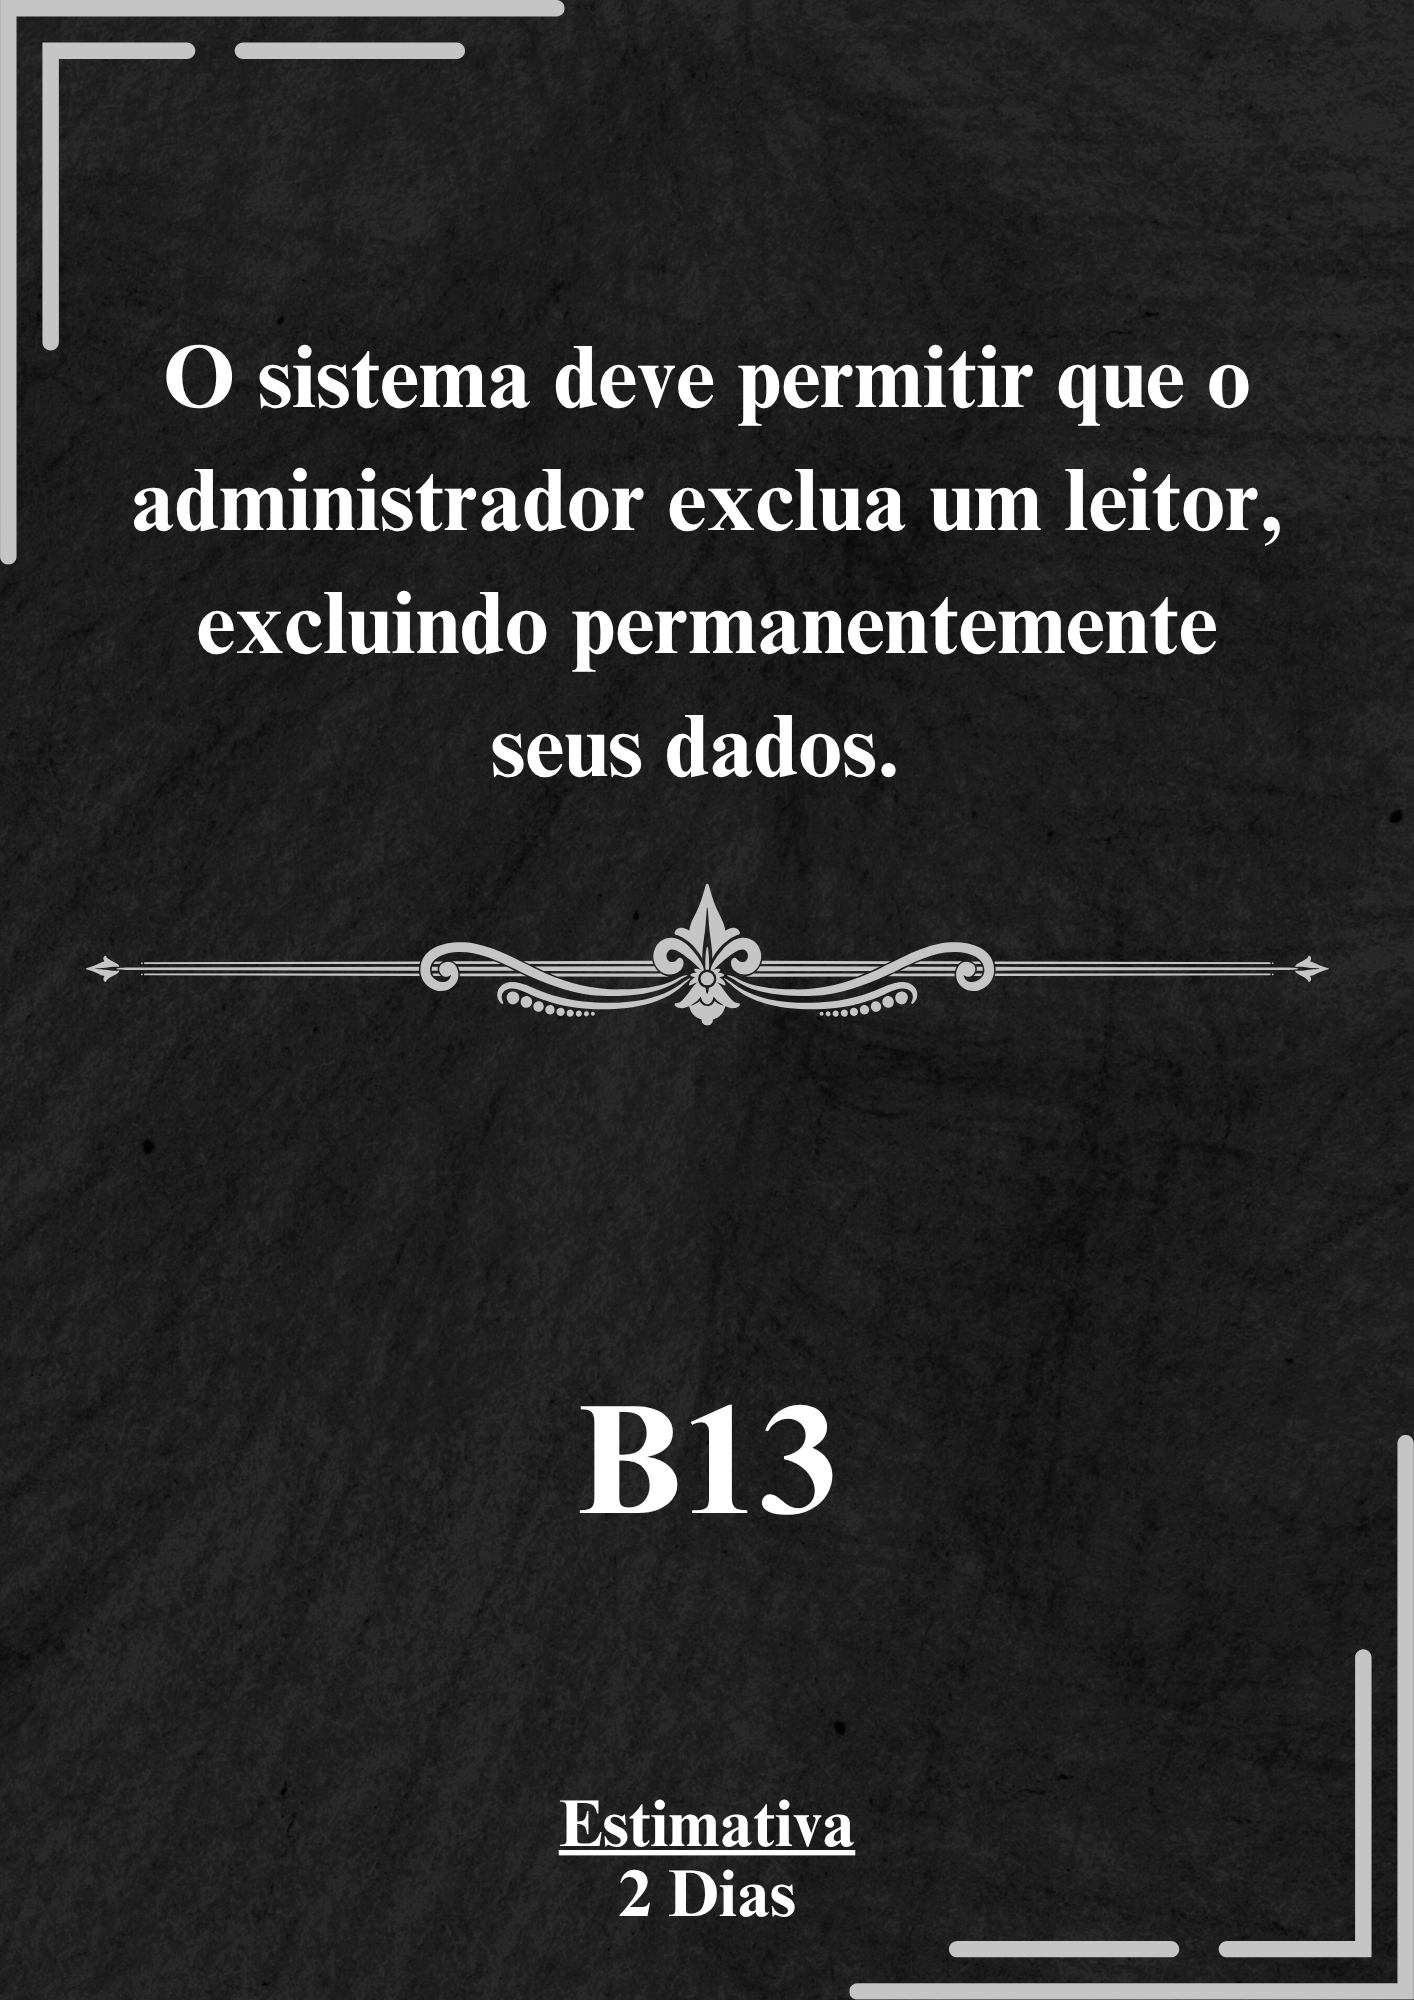 O sistema deve permitir que o
administrador exclua um leitor,
excluindo permanentemente
seus dados.
B13
Estimativa
2 Dias